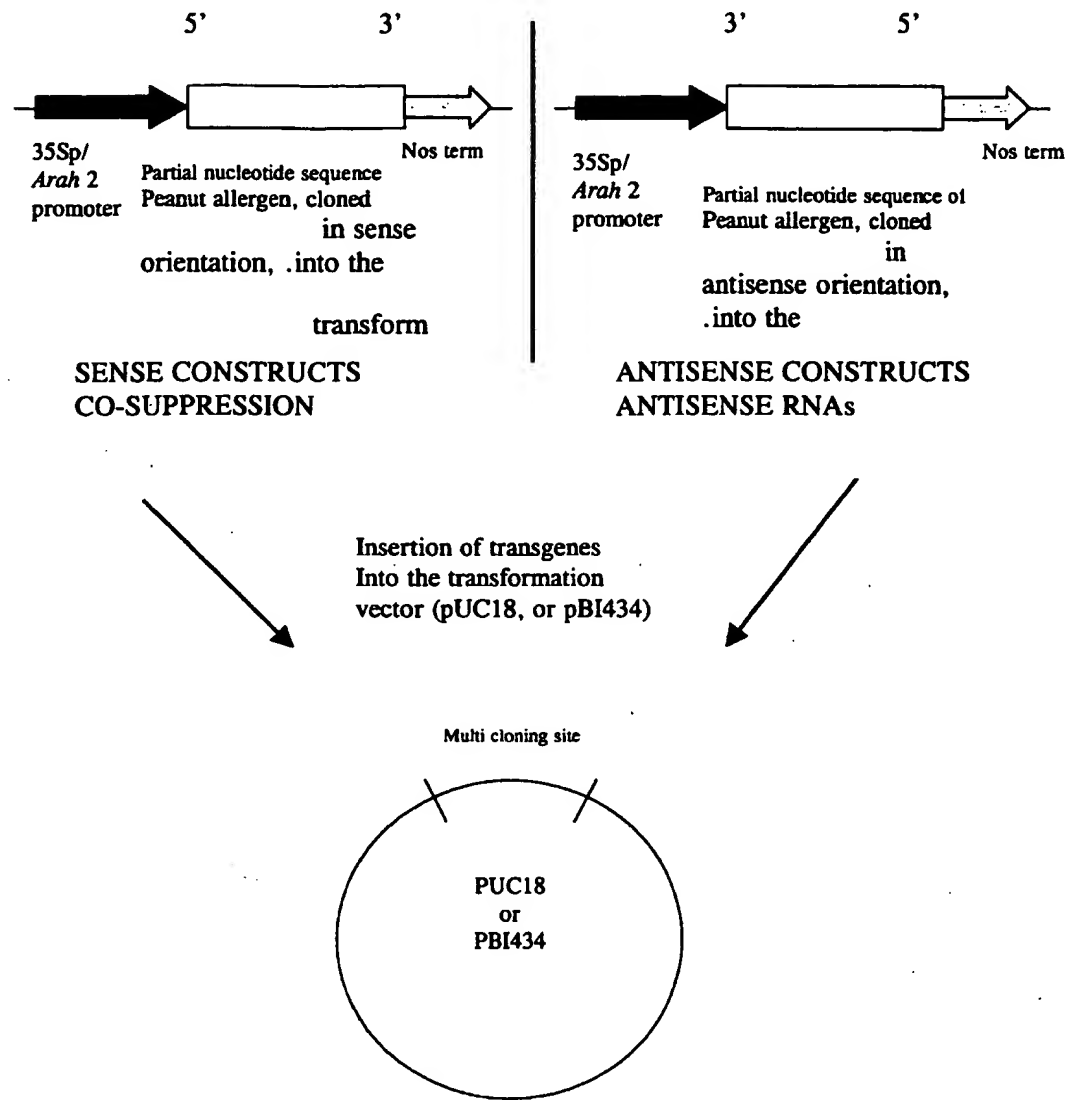 5’ 3’
35Sp/
Arah 2
promoter
Partial nucleotide sequence
Peanut allergen, cloned
in sense
orientation, .into the
transform
Nos term
SENSE CONSTRUCTS
CO-SUPPRESSION
3’ 5’
35Sp/
Arah 2
promoter
Partial nucleotide sequence of
Peanut allergen, cloned
in
antisense orientation,
.into the
Nos term
ANTISENSE CONSTRUCTS
ANTISENSE RNAs
Insertion of transgenes
Into the transformation
vector (pUC18, or pBI434)
Multi cloning site
PUC18
or
PBI434